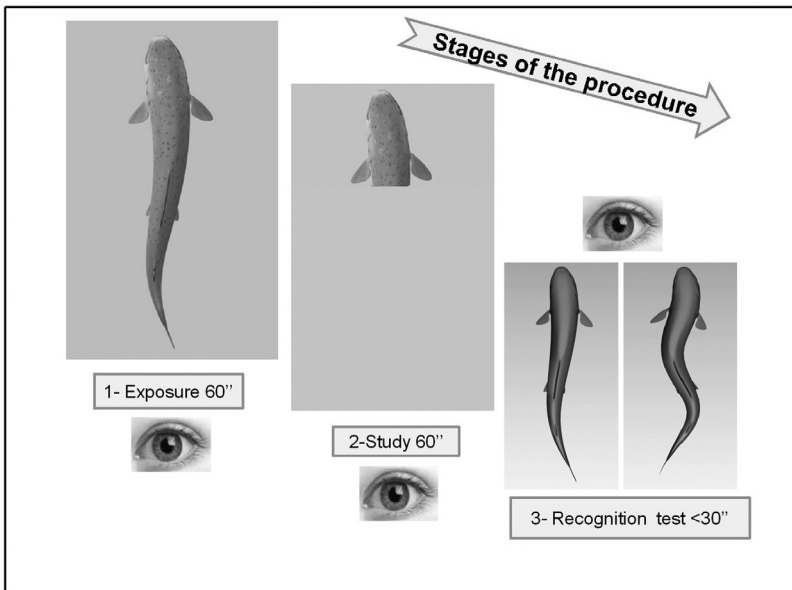 Stages of the procedure
1- Exposure 60’’
2-Study 60’’
3- Recognition  test <30’’